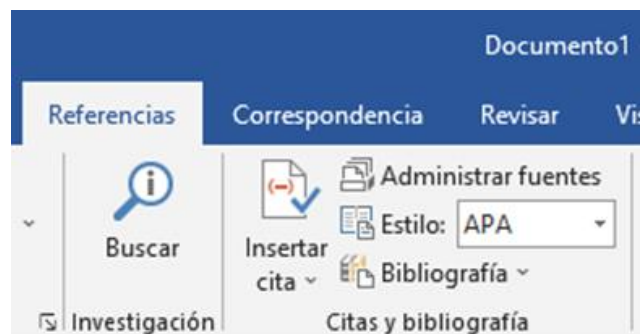 Documento1
Referencias Correspondencia Revisar
Buscar
Insertar cita
Administrar fuentes
Estilo: APA
Bibliografía
Investigación
Citas y bibliografía